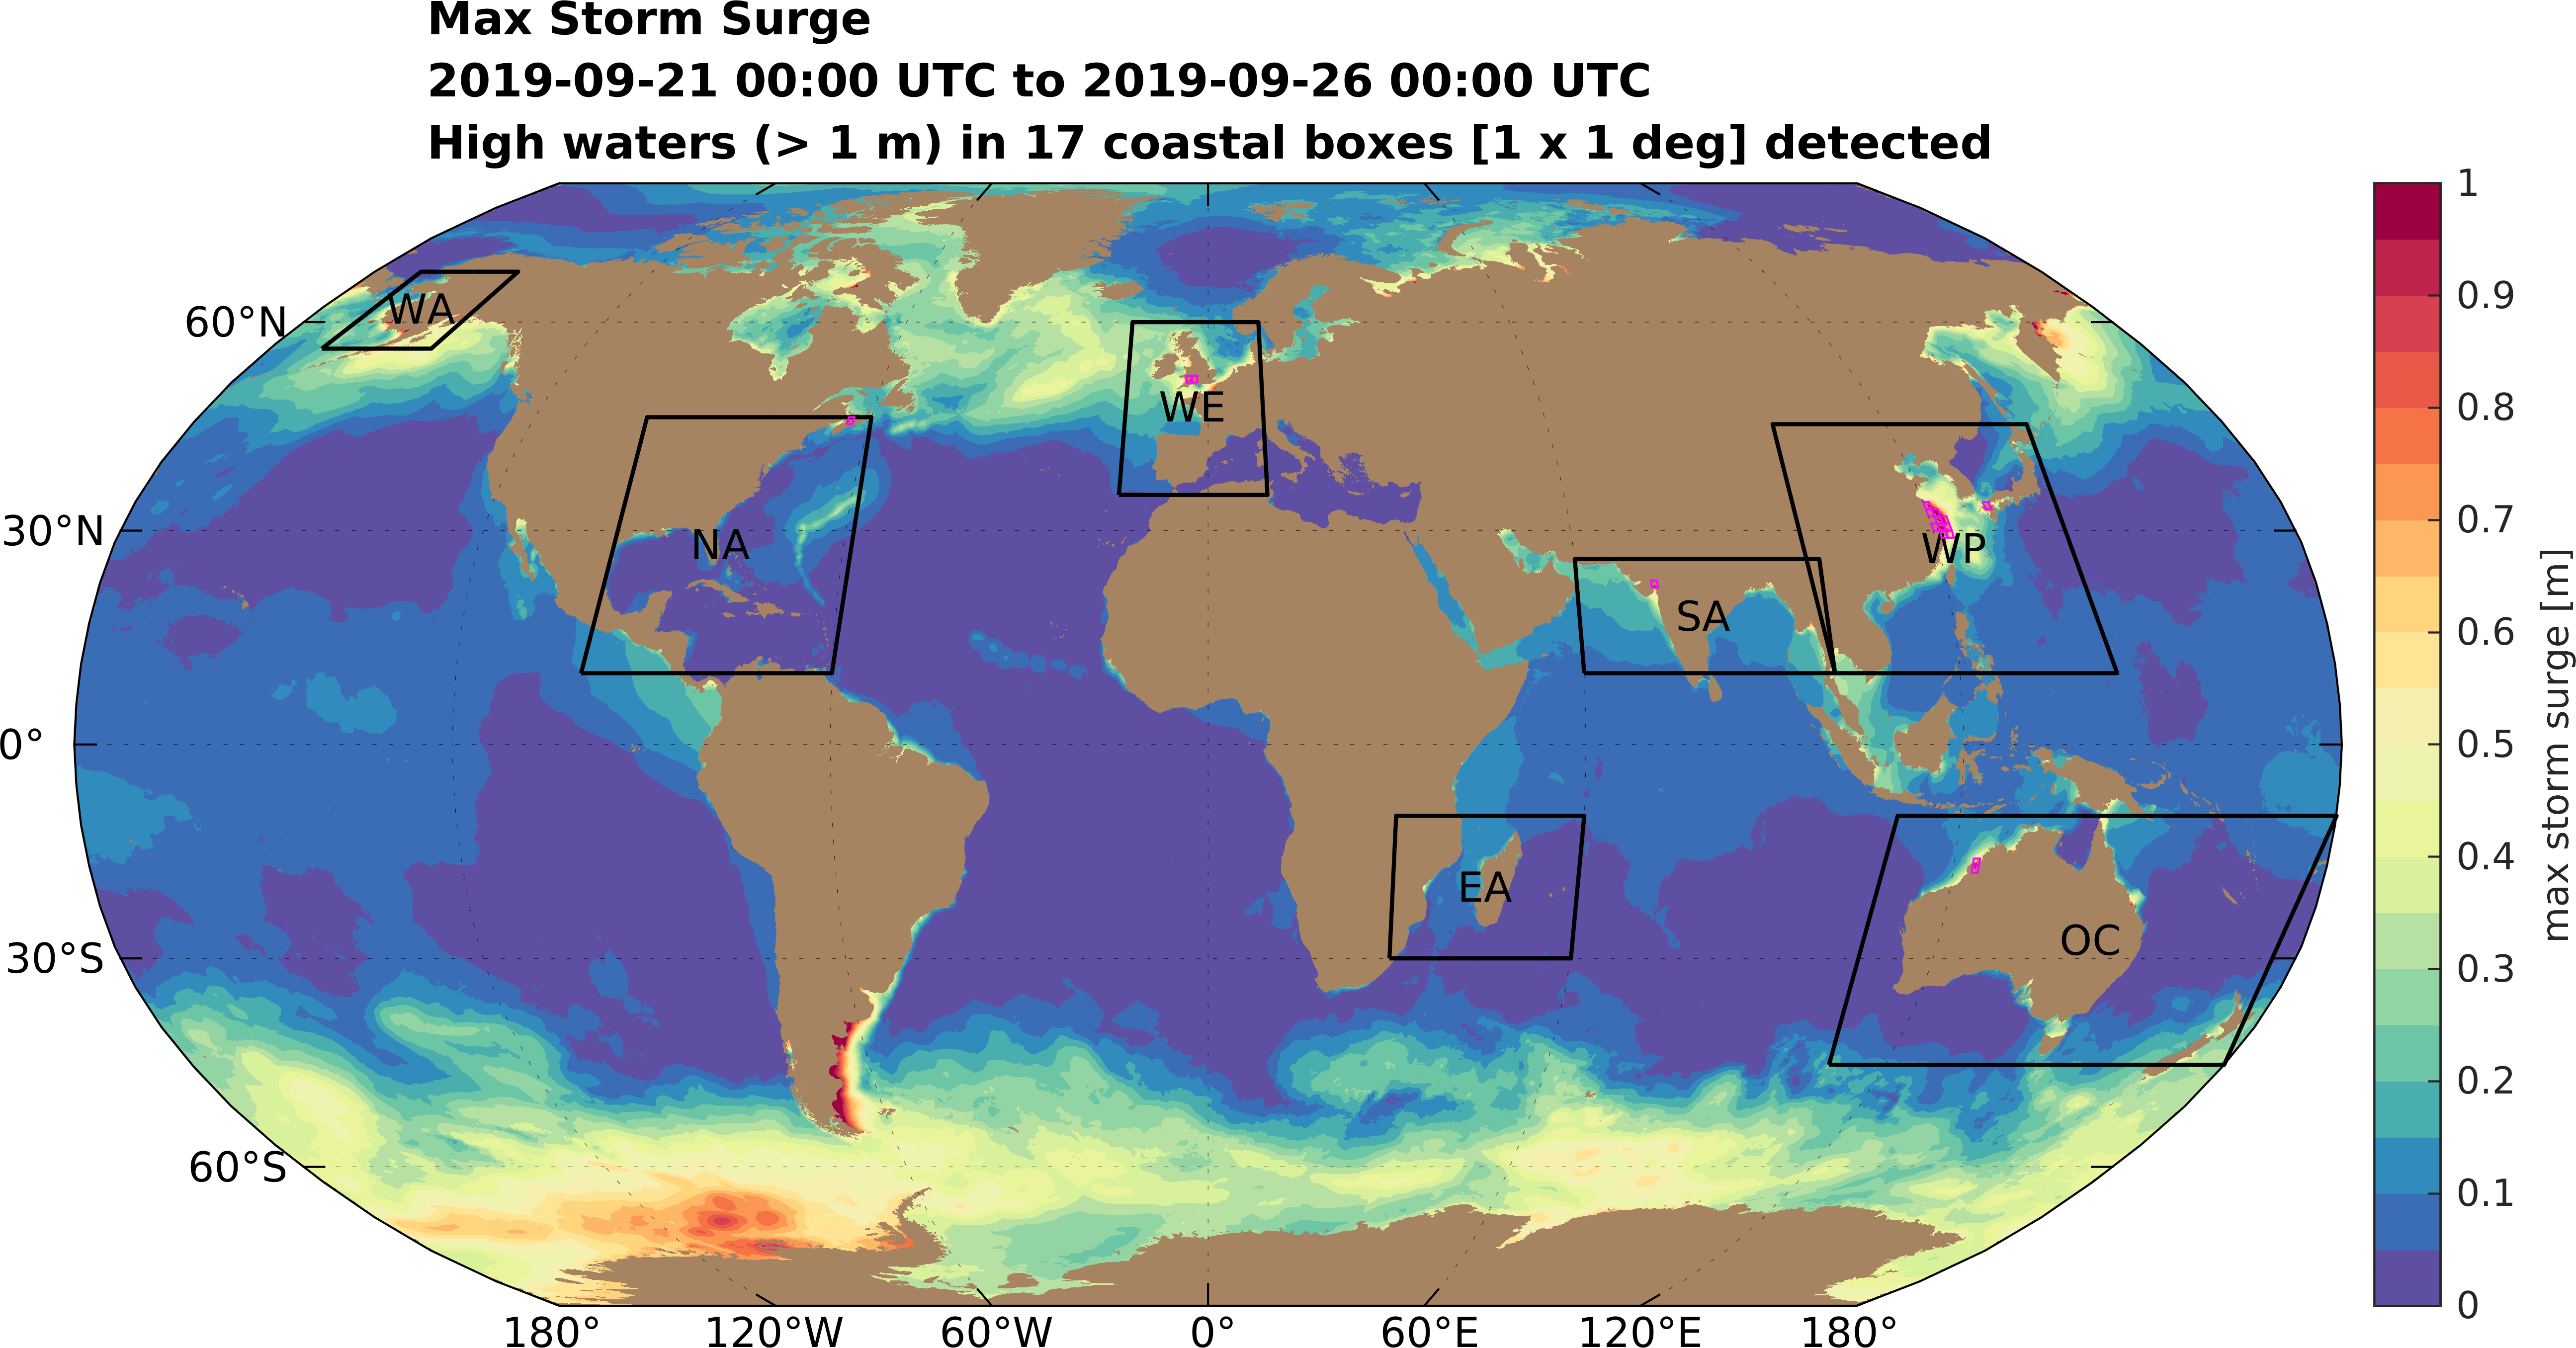 Max Storm Surge
2019-09-21 00:00 UTC to 2019-09-26 00:00 UTC
High waters (> 1 m) in 17 coastal boxes [1 x 1 deg] detected
60°N
30°N
0°
30°S
60°S
WA
NA
WE
SA
WP
EA
OC
180°
120°W
60°W
0°
60°E
120°E
180°
1
0.9
0.8
0.7
0.6
0.5
0.4
0.3
0.2
0.1
0
max storm surge [m]